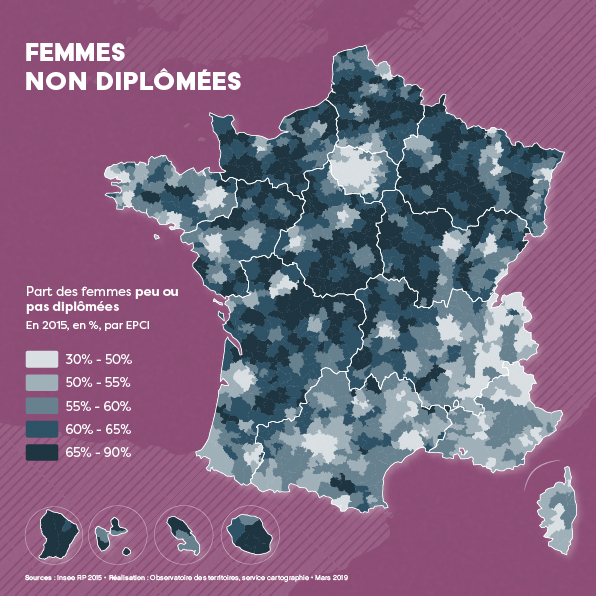 FEMMES
NON DIPLÔMÉES
Part des femmes peu ou
pas diplômées
En 2015, en %, par EPCI
30% - 50%
50% - 55%
55% - 60%
60% - 65%
65% - 90%
Sources : Insee RP 2015 • Réalisation : Observatoire des territoires, service cartographie • Mars 2019